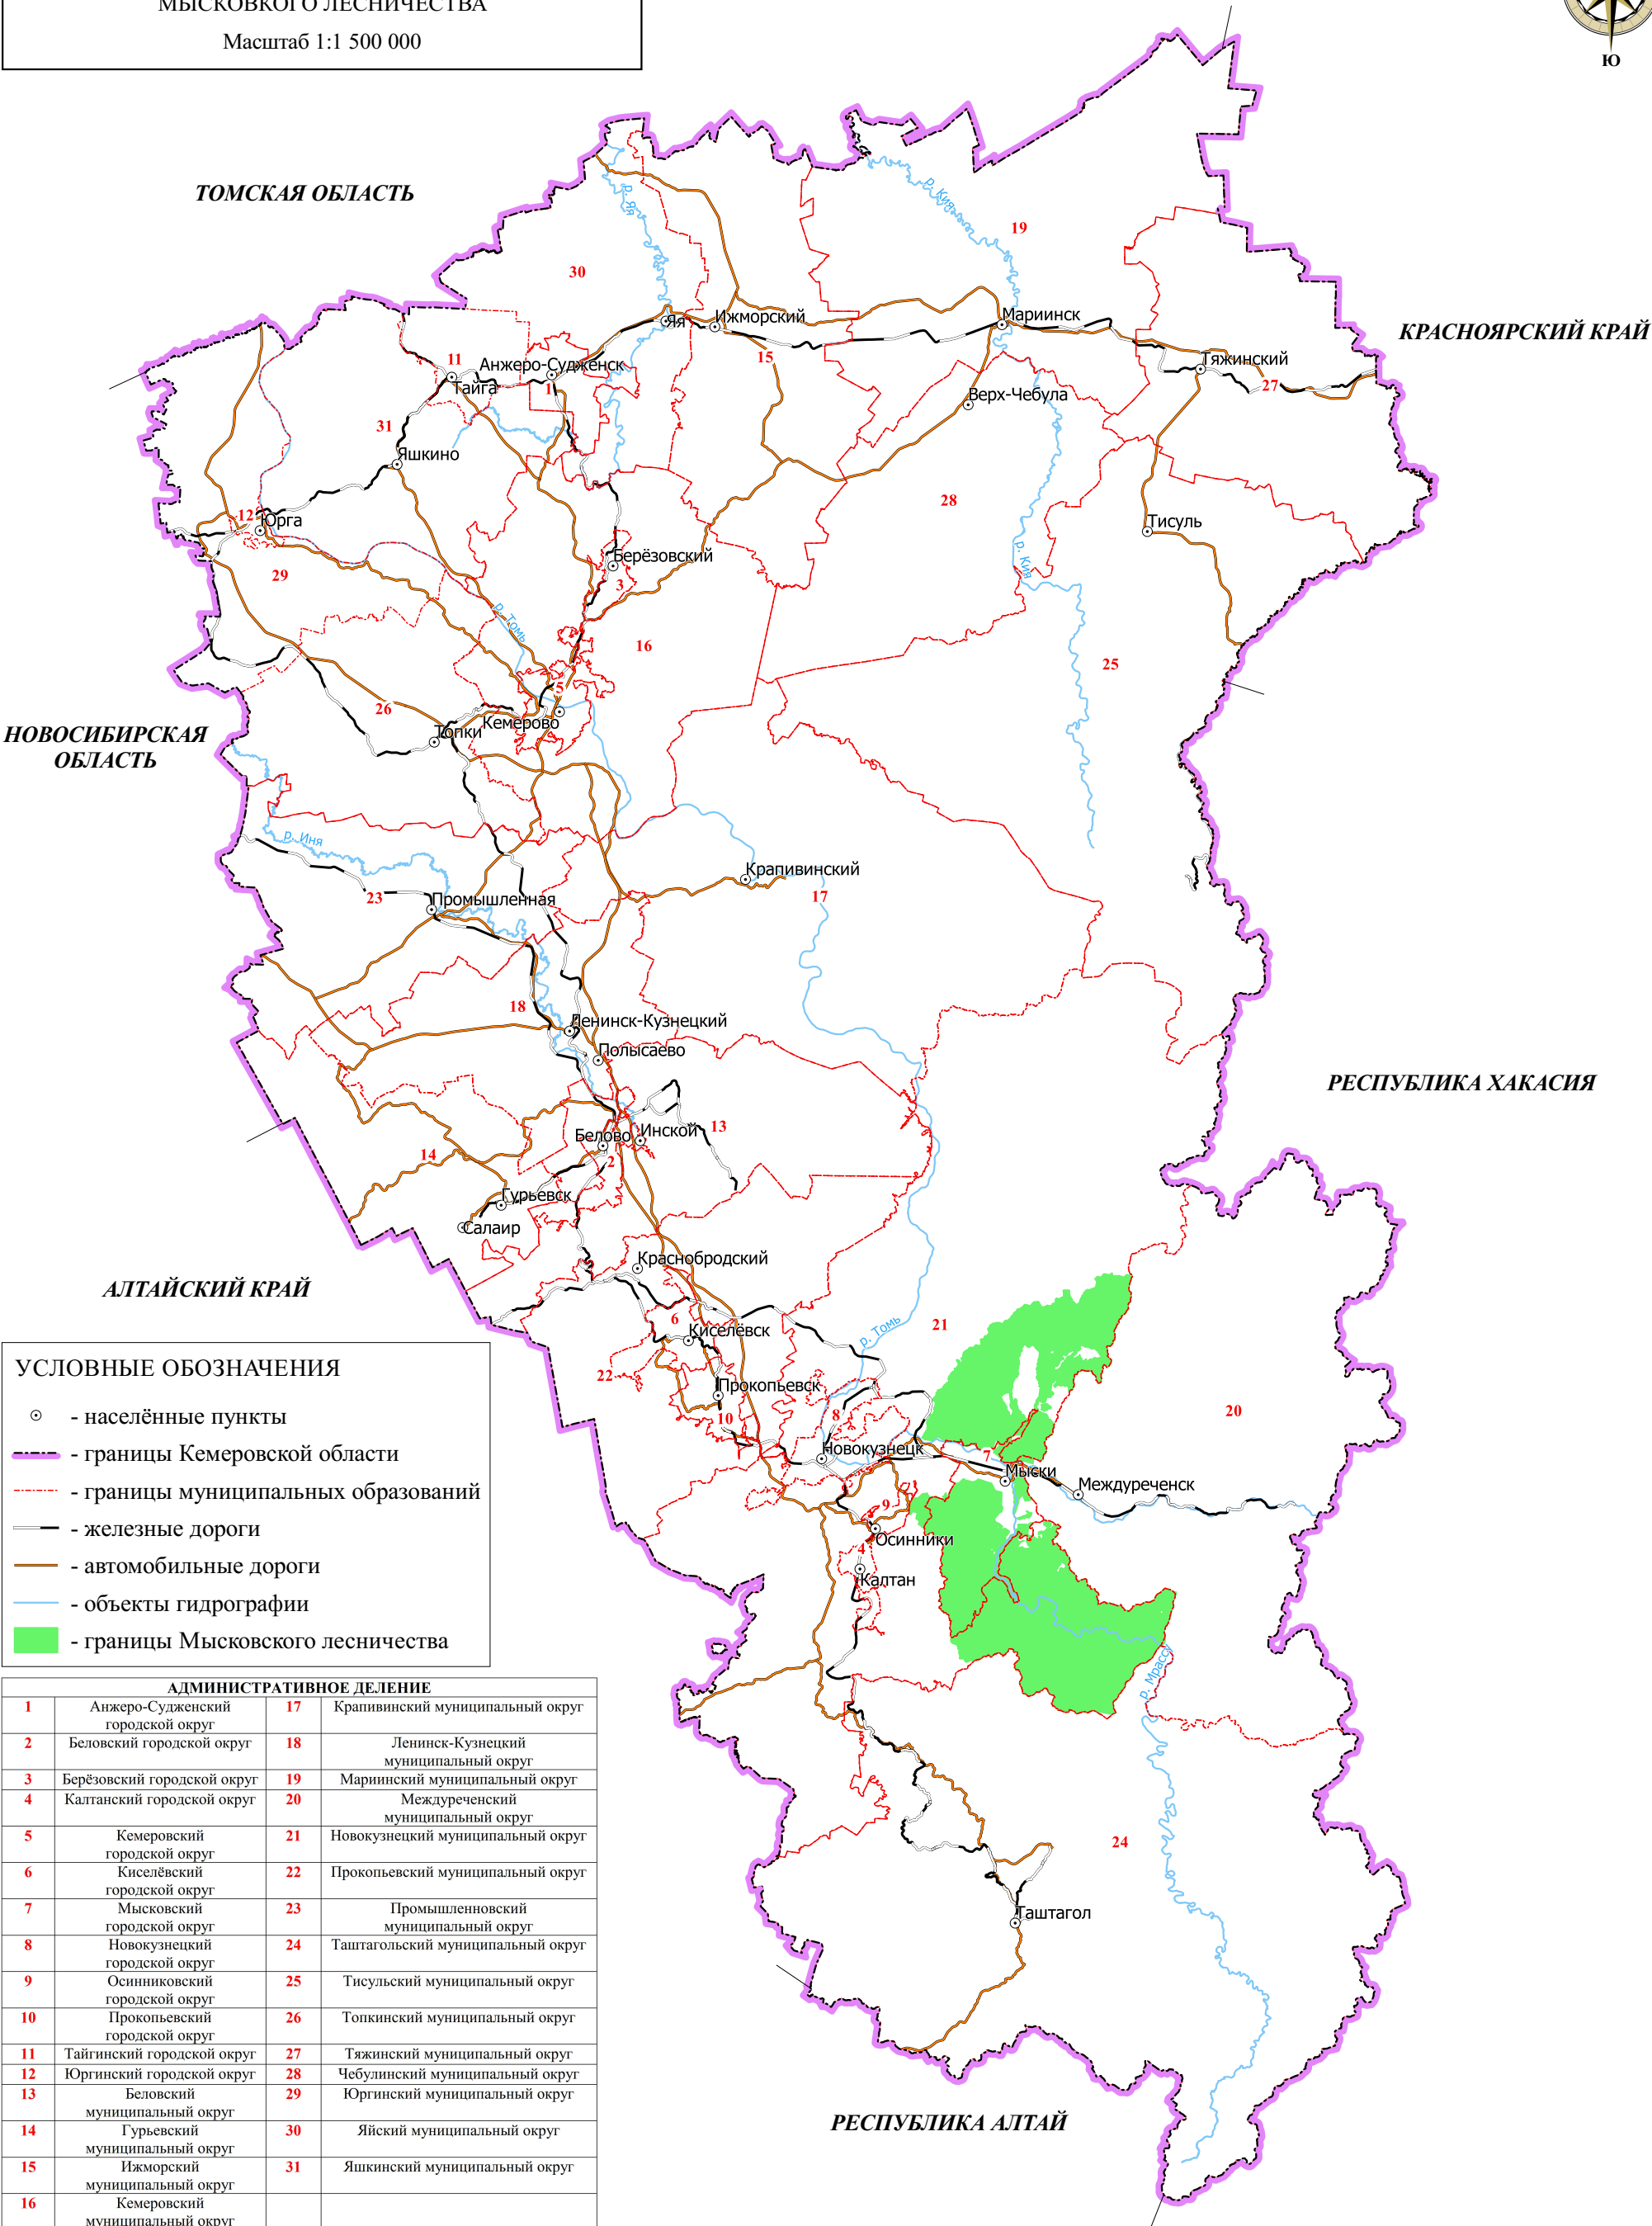 МЫСКОВКОГО ЛЕСНИЧЕСТВА
Масштаб 1:1 500 000
Ю
ТОМСКАЯ ОБЛАСТЬ
КРАСНОЯРСКИЙ КРАЙ
НОВОСИБИРСКАЯ
ОБЛАСТЬ
РЕСПУБЛИКА ХАКАСИЯ
АЛТАЙСКИЙ КРАЙ
РЕСПУБЛИКА АЛТАЙ
р. Яя
р. Кия
19
30
Яя
Ижморский
Мариинск
15
11
Анжеро-Судженск
Тайга
1
Тяжинский
27
Верх-Чебула
31
Яшкино
28
12
Юрга
Тисуль
р. Кия
29
Берёзовский
3
р. Томь
16
25
5
26
Кемерово
Топки
р. Иня
Крапивинский
17
23
Промышленная
18
Ленинск-Кузнецкий
Полысаево
13
Инской
Белово
2
14
Гурьевск
Салаир
Краснобродский
6
Киселёвск
р. Томь
21
22
Прокопьевск
10
8
20
Новокузнецк
7
Мыски
Междуреченск
9
Осинники
4
Калтан
р. Мрассу
24
Таштагол
УСЛОВНЫЕ ОБОЗНАЧЕНИЯ
- населённые пункты
- границы Кемеровской области
- границы муниципальных образований
- железные дороги
- автомобильные дороги
- объекты гидрографии
- границы Мысковского лесничества
АДМИНИСТРАТИВНОЕ ДЕЛЕНИЕ
1 Анжеро-Судженский городской округ 17 Крапивинский муниципальный округ
2 Беловский городской округ 18 Ленинск-Кузнецкий муниципальный округ
3 Берёзовский городской округ 19 Мариинский муниципальный округ
4 Калтанский городской округ 20 Междуреченский муниципальный округ
5 Кемеровский городской округ 21 Новокузнецкий муниципальный округ
6 Киселёвский городской округ 22 Прокопьевский муниципальный округ
7 Мысковский городской округ 23 Промышленновский муниципальный округ
8 Новокузнецкий городской округ 24 Таштагольский муниципальный округ
9 Осинниковский городской округ 25 Тисульский муниципальный округ
10 Прокопьевский городской округ 26 Топкинский муниципальный округ
11 Тайгинский городской округ 27 Тяжинский муниципальный округ
12 Юргинский городской округ 28 Чебулинский муниципальный округ
13 Беловский муниципальный округ 29 Юргинский муниципальный округ
14 Гурьевский муниципальный округ 30 Яйский муниципальный округ
15 Ижморский муниципальный округ 31 Яшкинский муниципальный округ
16 Кемеровский муниципальный округ